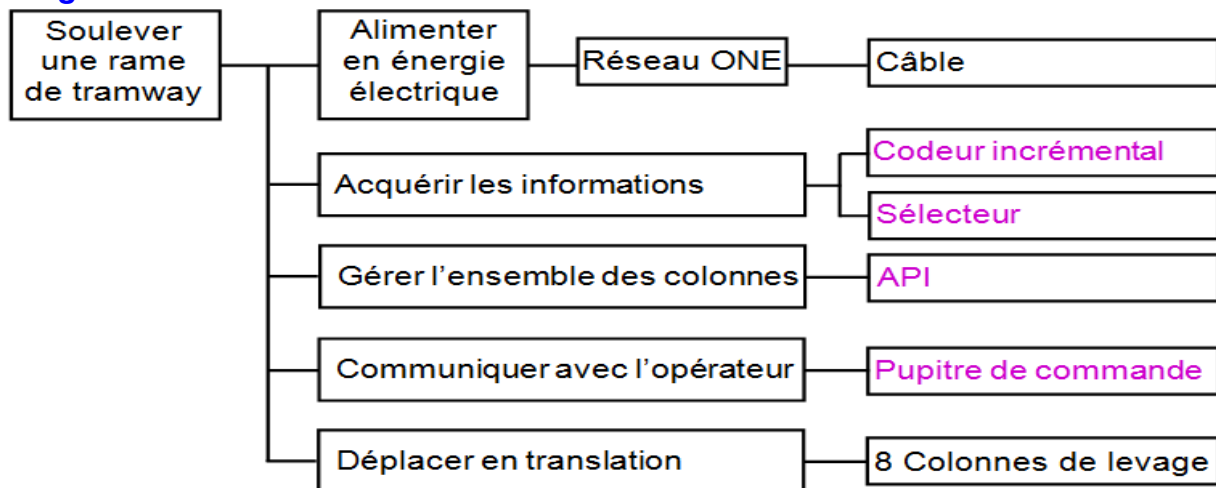 Soulever
une rame
de tramway
Alimenter
en énergie
électrique
Réseau ONE
Câble
Acquérir les informations
Codeur incrémental
Sélecteur
Gérer l'ensemble des colonnes
API
Communiquer avec l'opérateur
Pupitre de commande
Déplacer en translation
8 Colonnes de levage